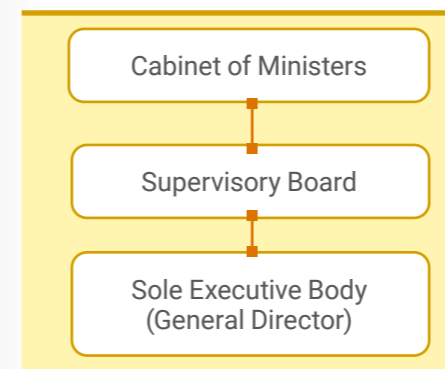 Cabinet of Ministers
Supervisory Board
Sole Executive Body
(General Director)